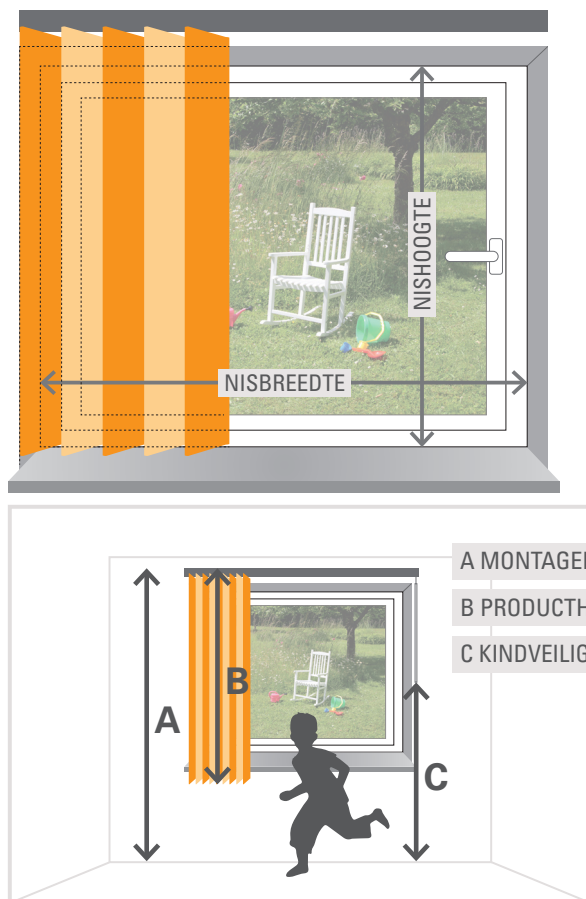 NISHOOGTE
NISBREEDTE
A MONTAGE
B PRODUCTH
C KINDVEILIG
A
B
C